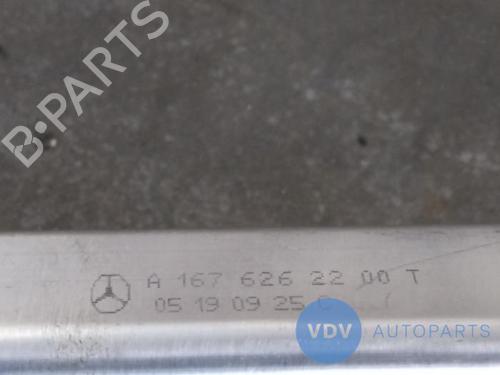 B-PARTS
A 167 626 22 00 T
05 19 09 25 C
VDV AUTOPARTS